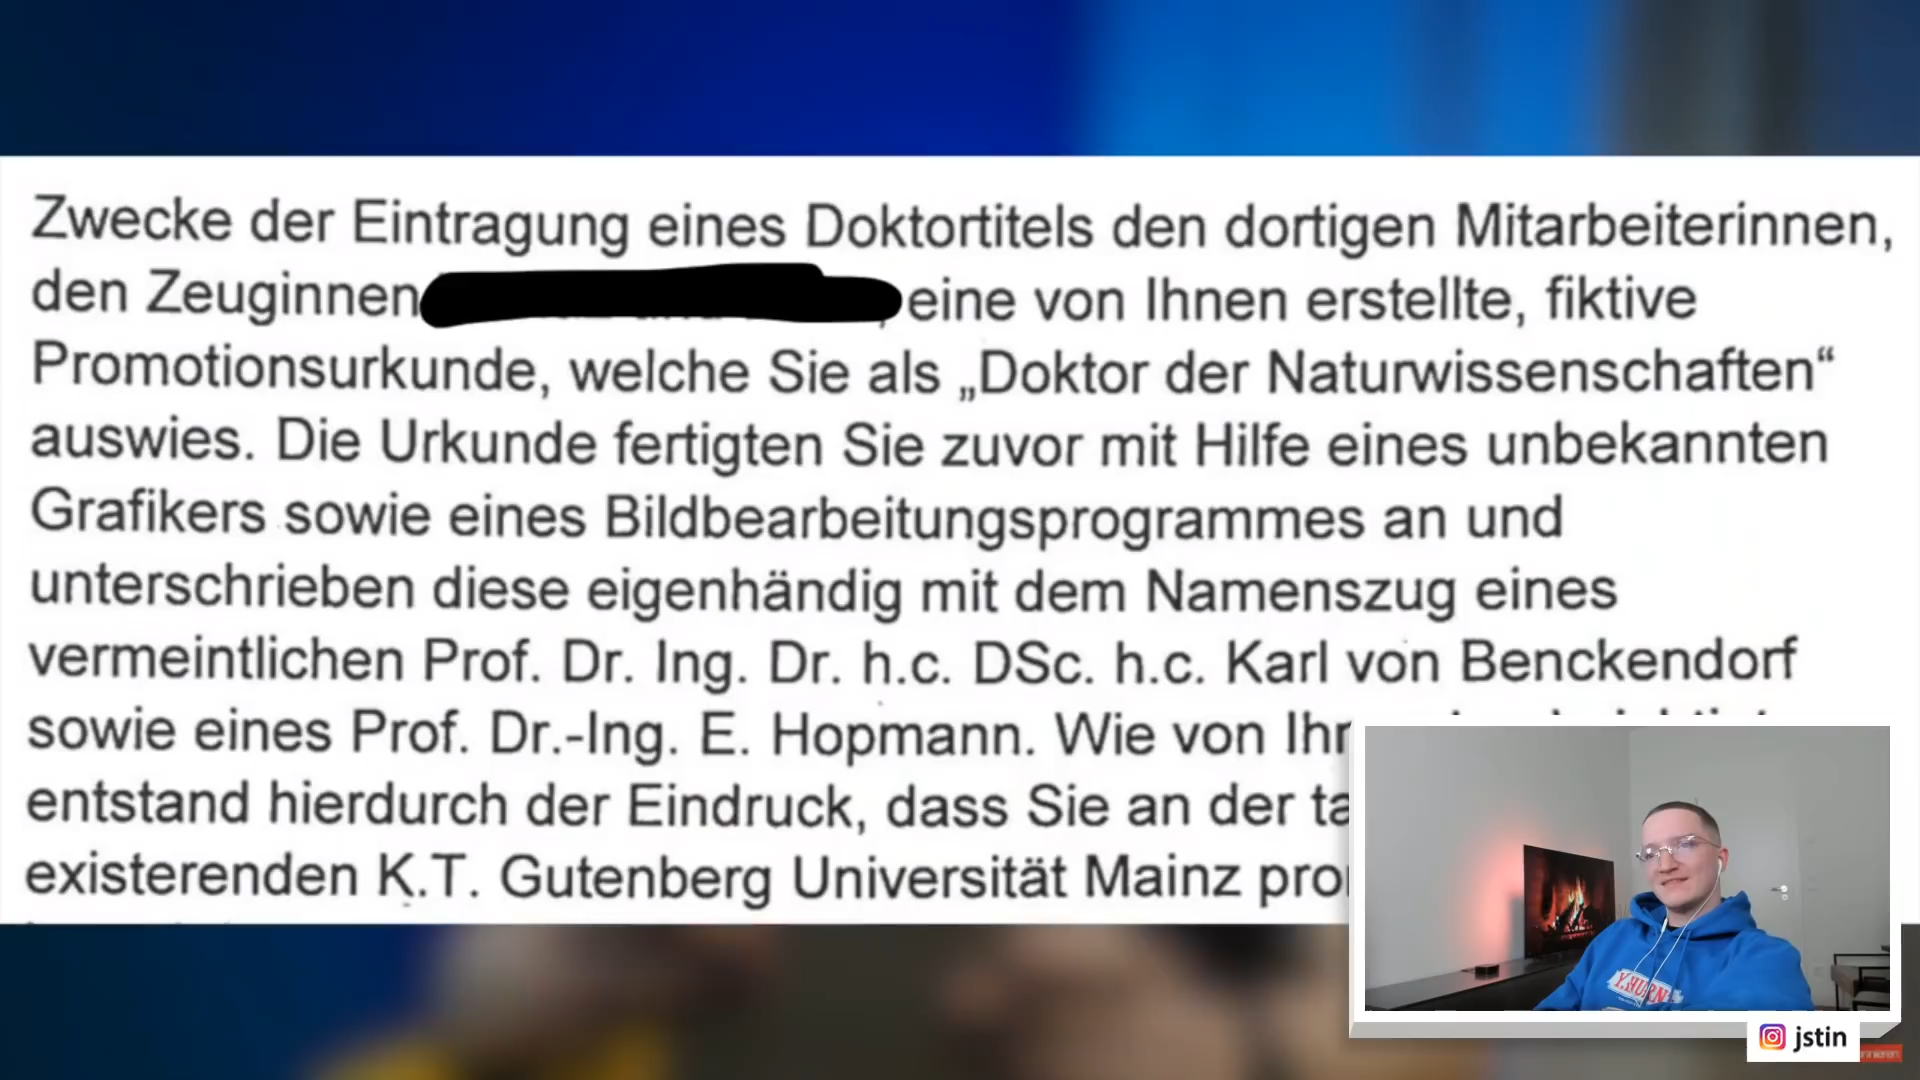 Zwecke der Eintragung eines Doktortitels den dortigen Mitarbeiterinnen,
den Zeuginnen eine von Ihnen erstellte, fiktive
Promotionsurkunde, welche Sie als „Doktor der Naturwissenschaften“
auswies. Die Urkunde fertigten Sie zuvor mit Hilfe eines unbekannten
Grafikers sowie eines Bildbearbeitungsprogrammes an und
unterschrieben diese eigenhändig mit dem Namenszug eines
vermeintlichen Prof. Dr. Ing. Dr. h.c. DSc. h.c. Karl von Benckendorf
sowie eines Prof. Dr.-Ing. E. Hopmann. Wie von
entstand hierdurch der Eindruck, dass Sie an der
existerenden K.T. Gutenberg Universität Mainz
jstin